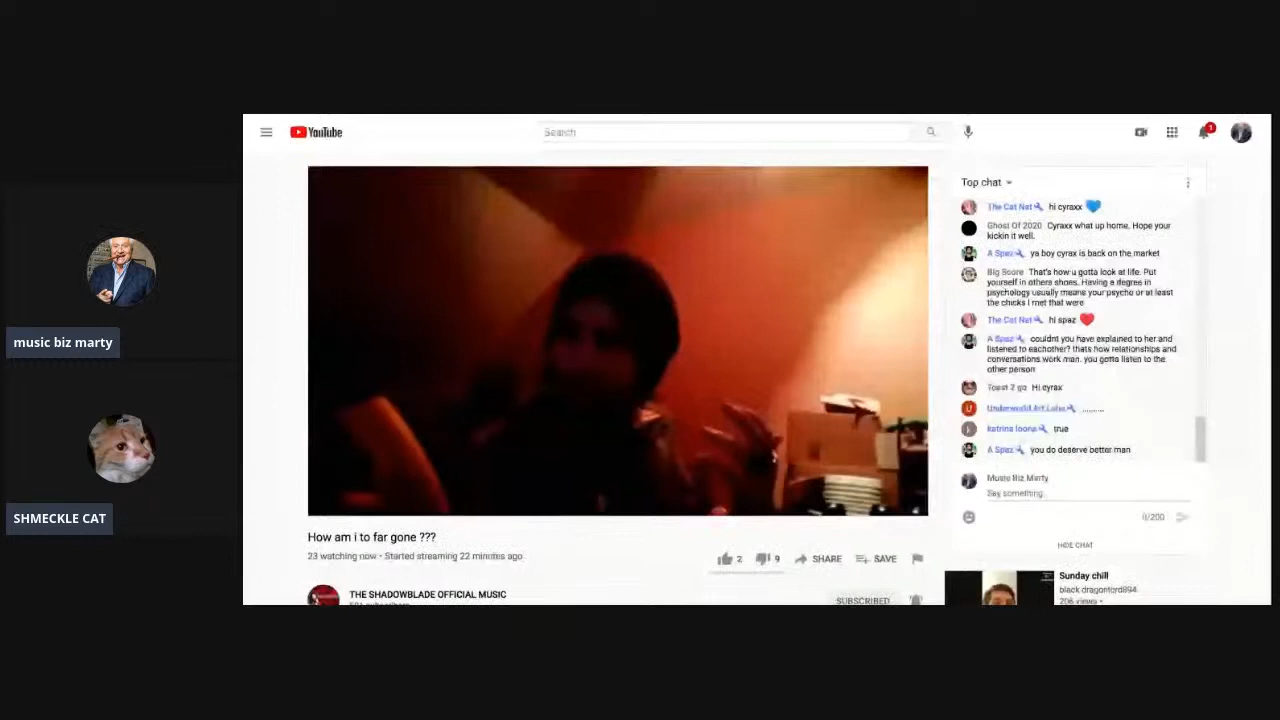 YouTube
Search
1
music biz marty
SHMECKLE CAT
Top chat
The Cat Nat hi cyraxx
Ghost Of 2020 Cyraxx what up home. Hope your
kickin it well.
A Spaz ya boy cyrax is back on the market
Big Score That's how u gotta look at life. Put
yourself in others shoes. Having a degree in
psychology usually means your psycho or at least
the chicks I met that were
The Cat Nat hi spaz
A Spaz couldnt you have explained to her and
listened to eachother? thats how relationships and
conversations work man. you gotta listen to the
other person
Toast 2 go Hi cyrax
U Underworld Art Labs ..........
katrina loona true
A Spaz you do deserve better man
Music Biz Marty
Say something...
0/200
HIDE CHAT
How am i to far gone ???
23 watching now • Started streaming 22 minutes ago
2 9 SHARE SAVE
THE SHADOWBLADE OFFICIAL MUSIC
SUBSCRIBED
Sunday chill
206 views •